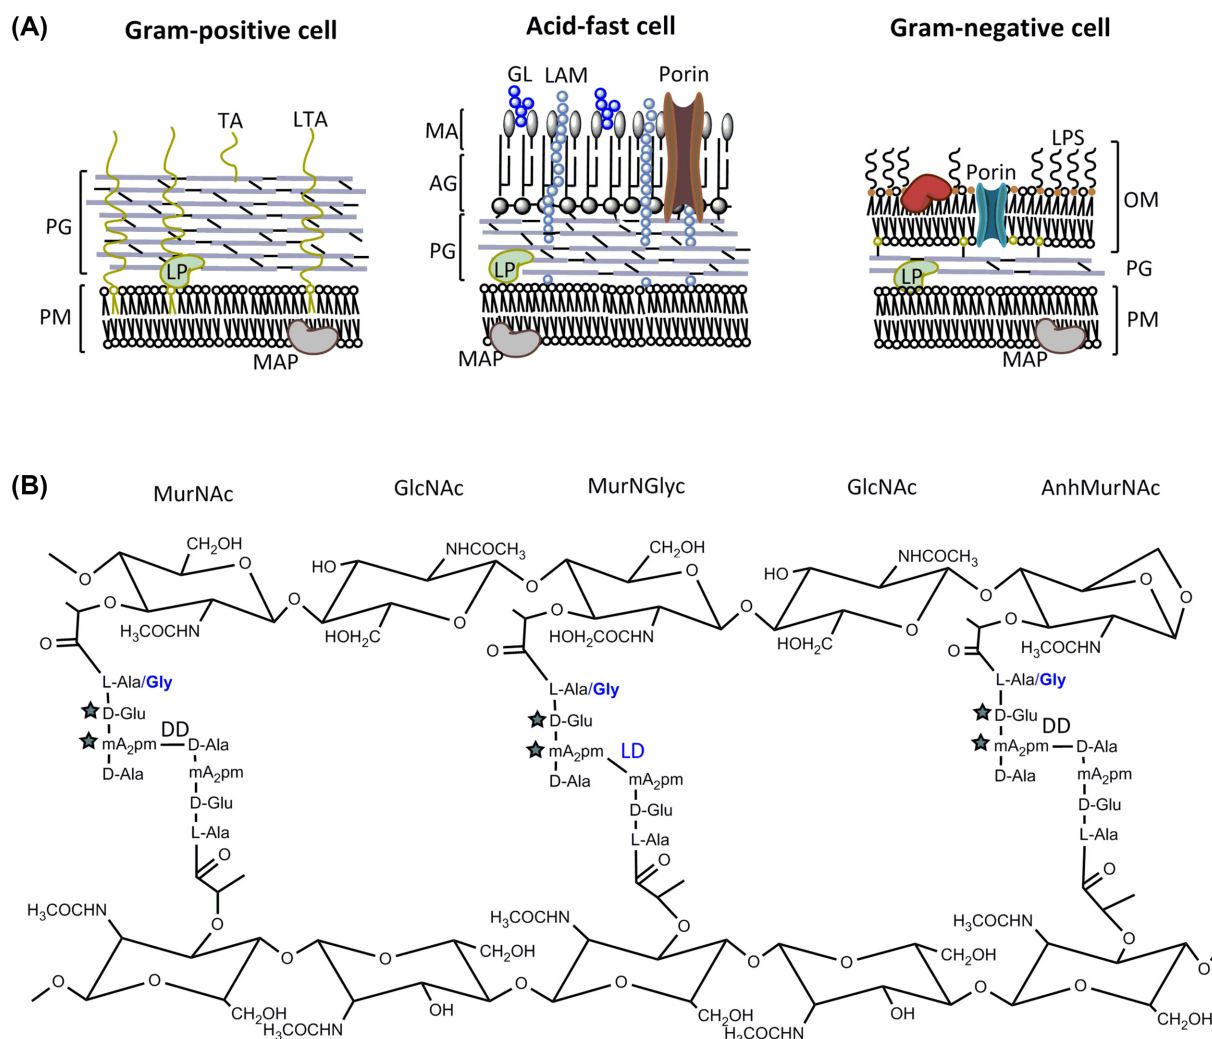 (A)
Gram-positive cell
Acid-fast cell
Gram-negative cell
TA
LTA
PG
LP
PM
MAP
GL
LAM
Porin
MA
AG
PG
LP
MAP
LPS
Porin
OM
LP
PG
PM
MAP
(B)
MurNAc
GlcNAc
MurNGlyc
GlcNAc
AnhMurNAc
CH2OH
O
O
O
H3COCHN
O
O
HO
NHCOCH3
HOH2C
O
O
CH2OH
O
O
HOH2COCHN
O
O
HO
NHCOCH3
HOH2C
O
O
O
O
O
H3COCHN
O
L-Ala/Gly
D-Glu
DD
mA2pm
D-Ala
D-Ala
mA2pm
D-Glu
L-Ala
O
O
L-Ala/Gly
D-Glu
LD
mA2pm
D-Ala
mA2pm
D-Glu
L-Ala
O
O
L-Ala/Gly
D-Glu
DD
mA2pm
D-Ala
D-Ala
mA2pm
D-Glu
L-Ala
O
O
H3COCHN
O
O
CH2OH
O
O
CH2OH
H3COCHN
OH
O
H3COCHN
O
CH2OH
O
O
CH2OH
H3COCHN
OH
O
H3COCHN
O
CH2OH
O